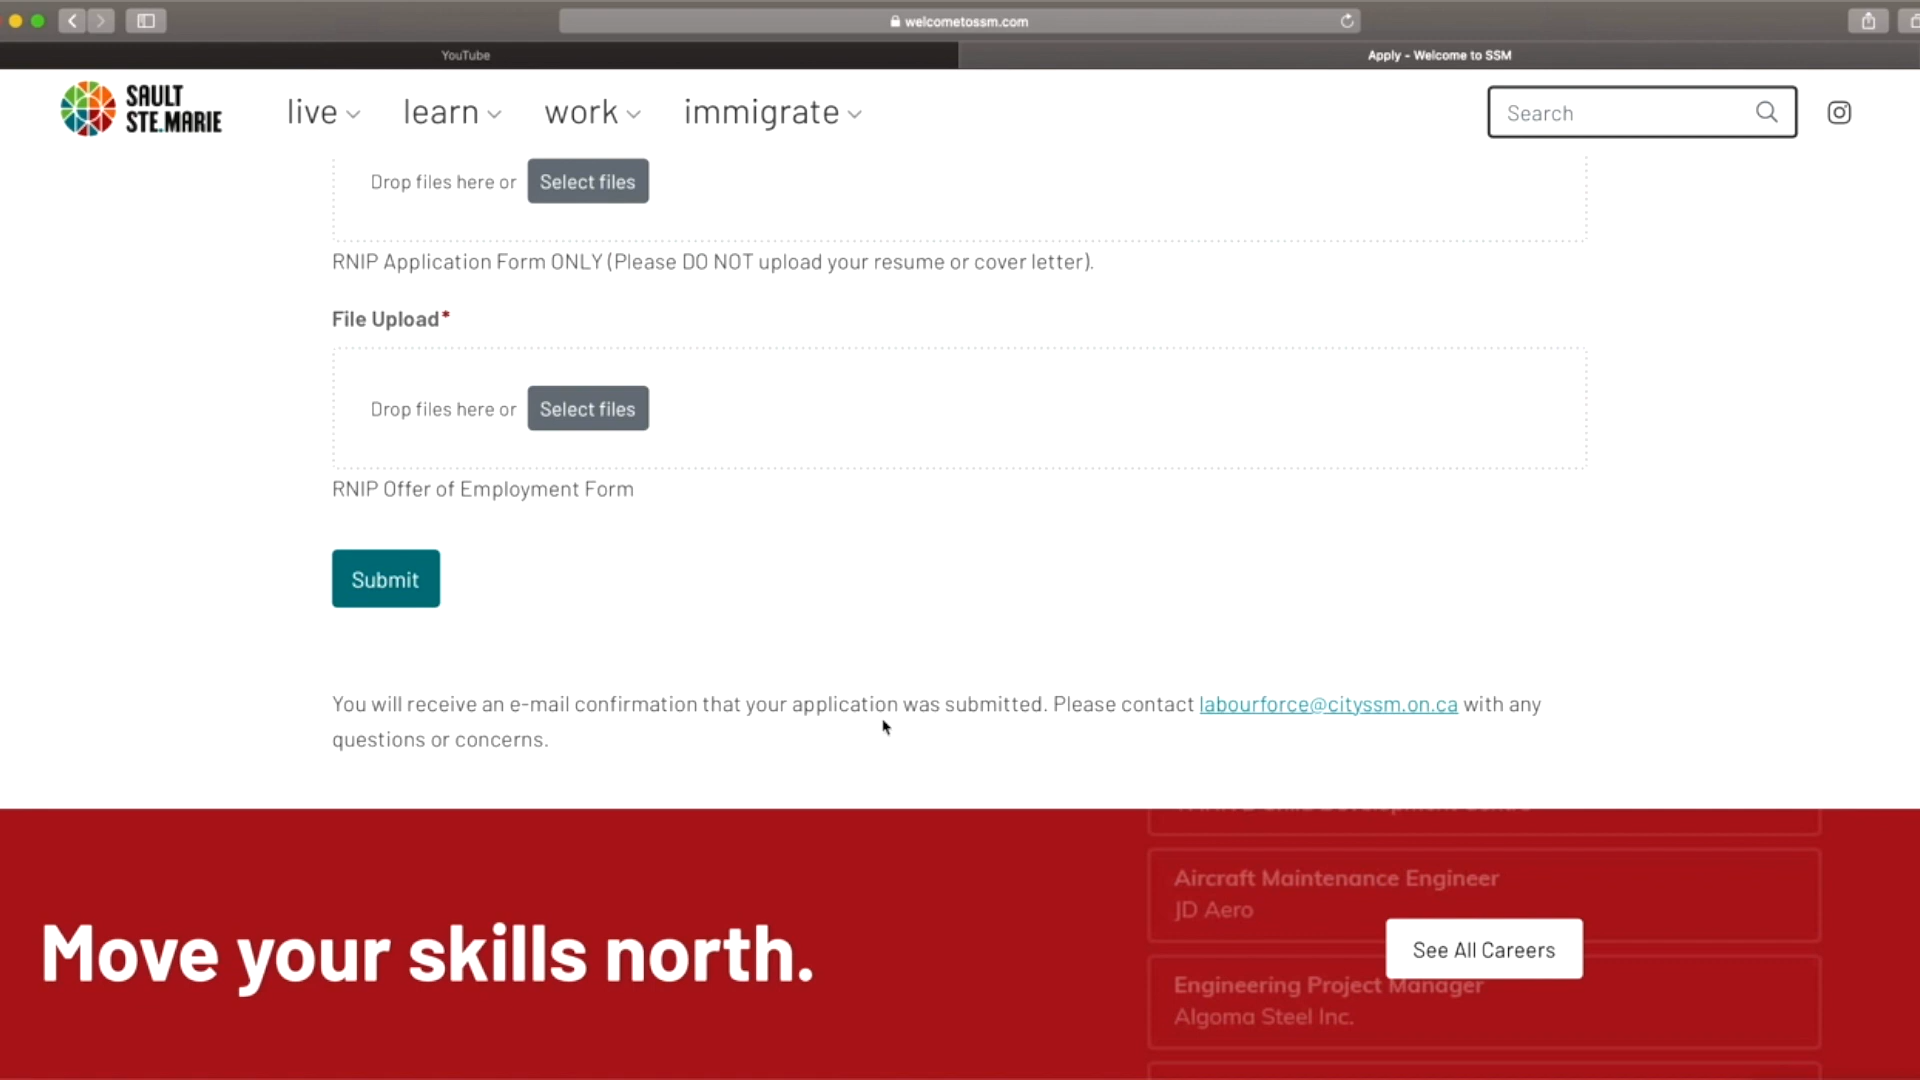 welcometossm.com
YouTube
Apply - Welcome to SSM
SAULT
STE.MARIE
live
learn
work
immigrate
Search
Drop files here or
Select files
RNIP Application Form ONLY (Please DO NOT upload your resume or cover letter).
File Upload*
Drop files here or
Select files
RNIP Offer of Employment Form
Submit
You will receive an e-mail confirmation that your application was submitted. Please contact labourforce@cityssm.on.ca with any
questions or concerns.
Aircraft Maintenance Engineer
JD Aero
Move your skills north.
See All Careers
Engineering Project Manager
Algoma Steel Inc.